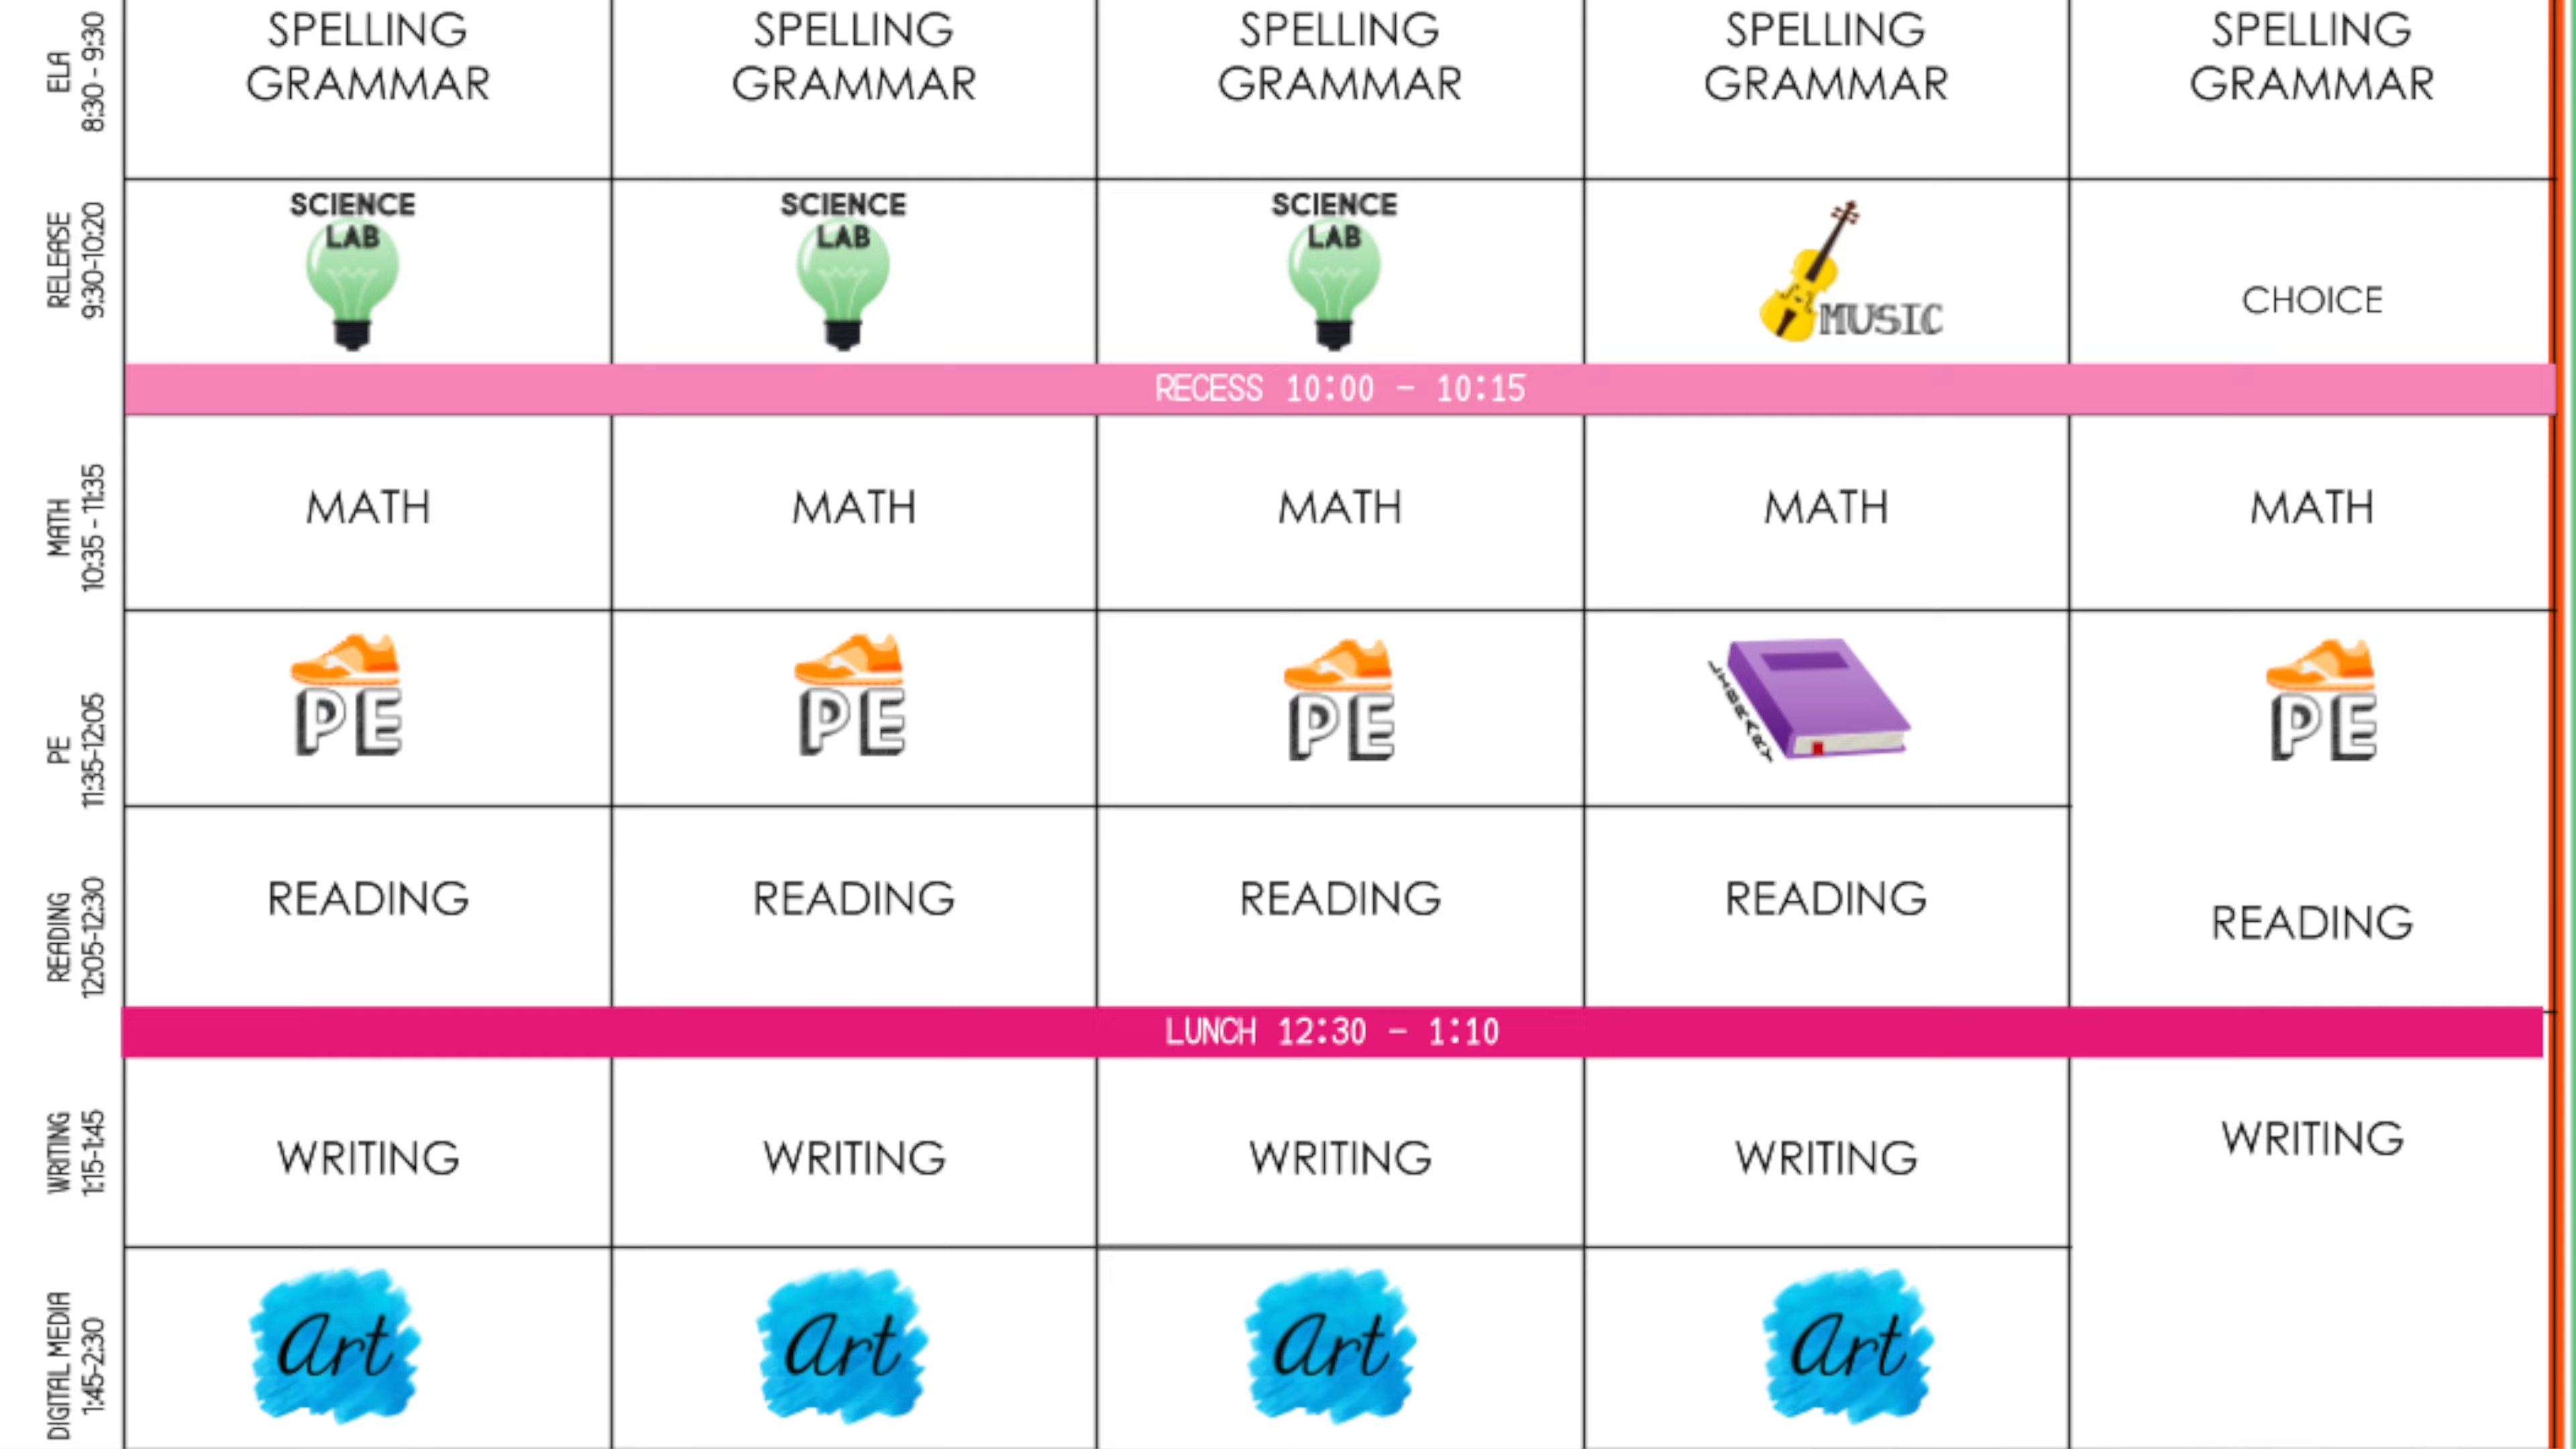 ELA
8:30 - 9:30
SPELLING
GRAMMAR
SPELLING
GRAMMAR
SPELLING
GRAMMAR
SPELLING
GRAMMAR
SPELLING
GRAMMAR
RELEASE
9:30-10:20
SCIENCE
LAB
SCIENCE
LAB
SCIENCE
LAB
MUSIC
CHOICE
RECESS 10:00 - 10:15
MATH
10:35 - 11:35
MATH
MATH
MATH
MATH
MATH
PE
11:35-12:05
PE
PE
PE
LIBRARY
PE
READING
12:05-12:30
READING
READING
READING
READING
READING
LUNCH 12:30 - 1:10
WRITING
1:15-1:45
WRITING
WRITING
WRITING
WRITING
WRITING
DIGITAL MEDIA
1:45-2:30
Art
Art
Art
Art